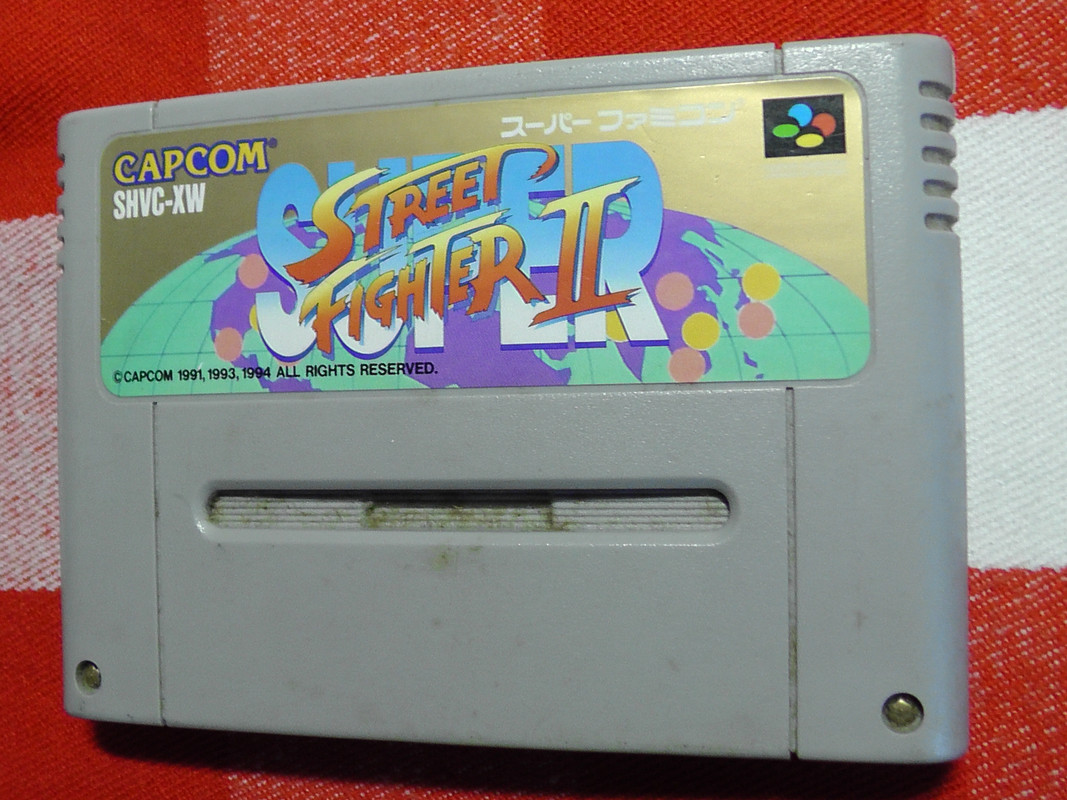 スーパーファミコン
CAPCOM®
SHVC-XW
SUPER
STREET
FIGHTER II
©CAPCOM 1991, 1993, 1994 ALL RIGHTS RESERVED.